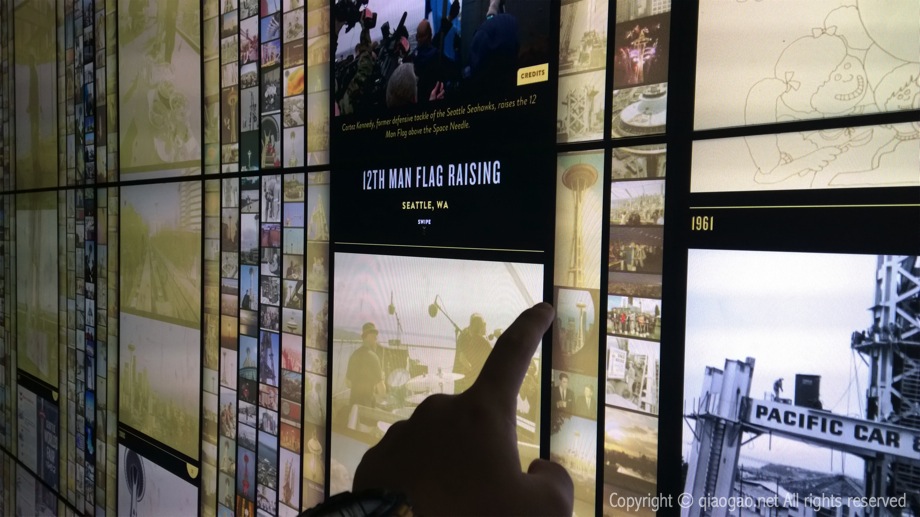 CREDITS
Cortez Kennedy, former defensive tackle of the Seattle Seahawks, raises the 12
Man Flag above the Space Needle.
12TH MAN FLAG RAISING
SEATTLE, WA
SWIPE
1961
PACIFIC CAR
Copyright © qiaogao.net All rights reserved